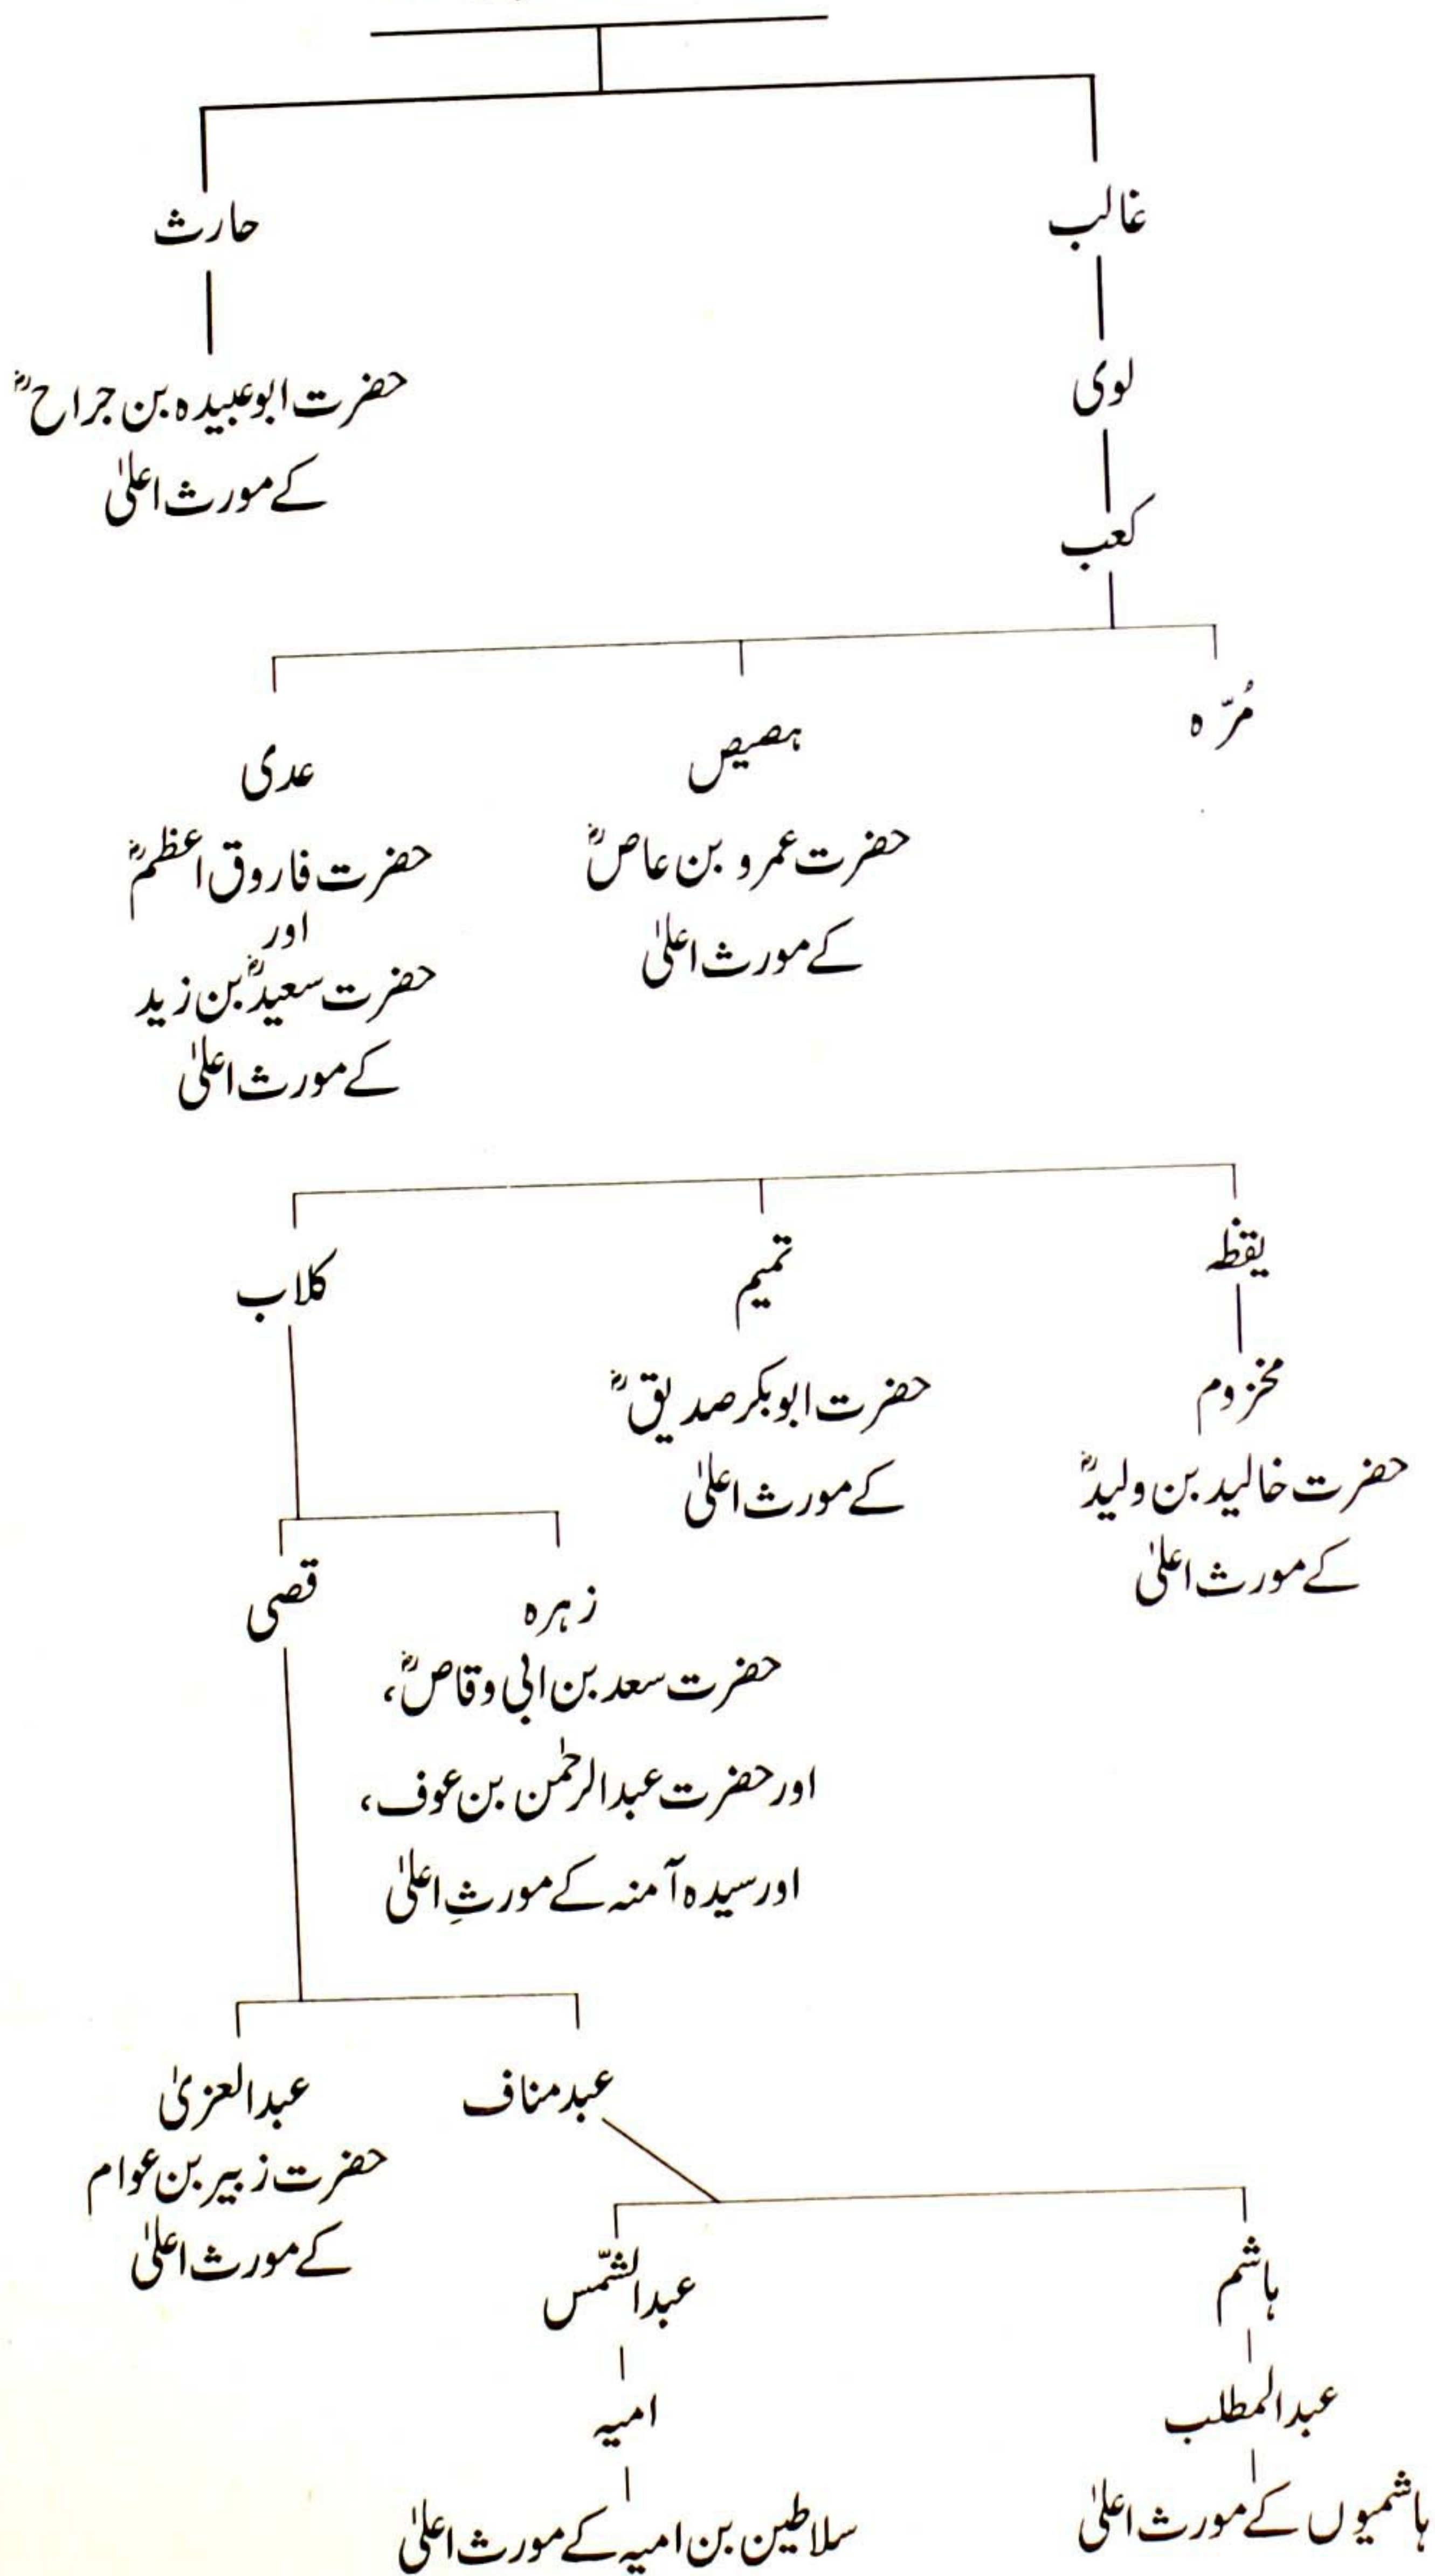 غالب
حارث
لوی
حضرت ابوعبیدہ بن جراحؓ
کے مورث اعلیٰ
کعب
مُرّہ
ہصیص
عدی
حضرت عمرو بن عاصؓ
کے مورث اعلیٰ
حضرت فاروق اعظمؓ
اور
حضرت سعیدؓ بن زید
کے مورث اعلیٰ
یقظہ
تمیم
کلاب
مخزوم
حضرت خالید بن ولیدؓ
کے مورث اعلیٰ
حضرت ابوبکر صدیقؓ
کے مورث اعلیٰ
زہرہ
قصی
حضرت سعد بن ابی وقاصؓ،
اور حضرت عبدالرحمٰن بن عوف،
اور سیدہ آمنہ کے مورثِ اعلیٰ
عبدمناف
عبدالعزیٰ
حضرت زبیر بن عوام
کے مورث اعلیٰ
ہاشم
عبدالشّمس
عبدالمطلب
امیہ
ہاشمیوں کے مورث اعلیٰ
سلاطین بن امیہ کے مورث اعلیٰ